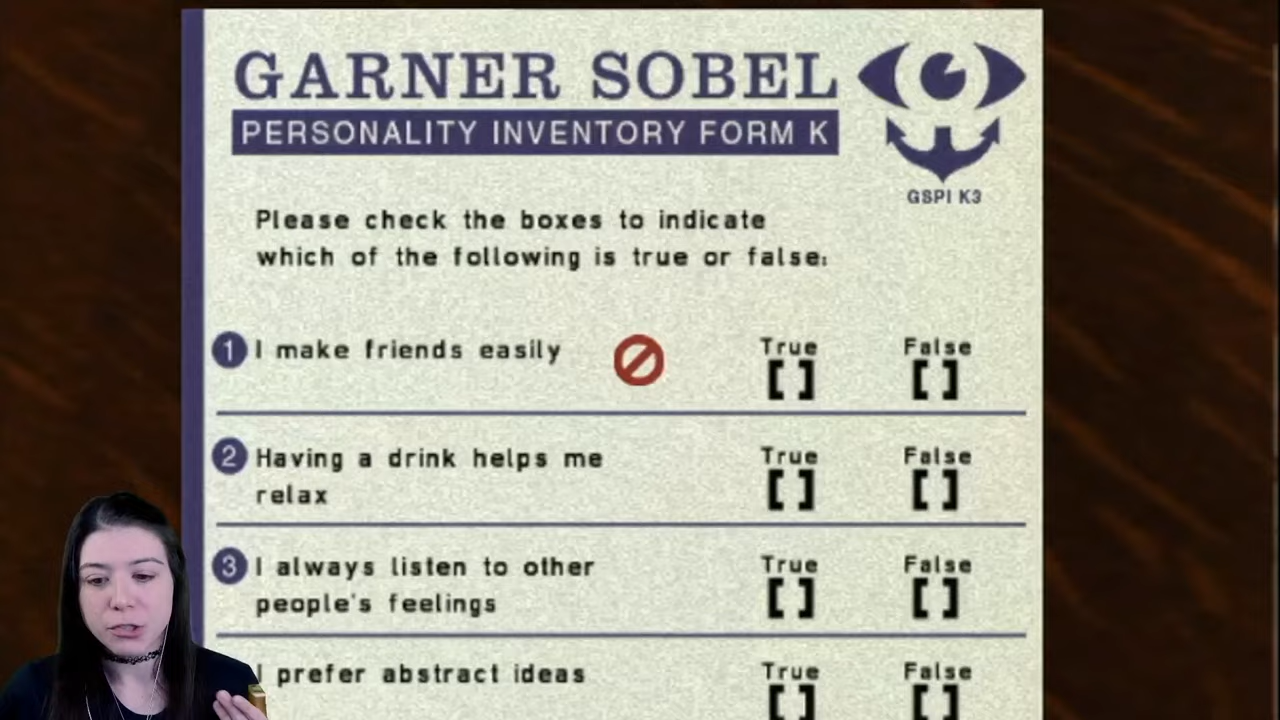 GARNER SOBEL
PERSONALITY INVENTORY FORM K
GSPI K3
Please check the boxes to indicate
which of the following is true or false:
1 I make friends easily True False
[ ] [ ]
2 Having a drink helps me True False
relax [ ] [ ]
3 I always listen to other True False
people's feelings [ ] [ ]
I prefer abstract ideas True False
[ ] [ ]